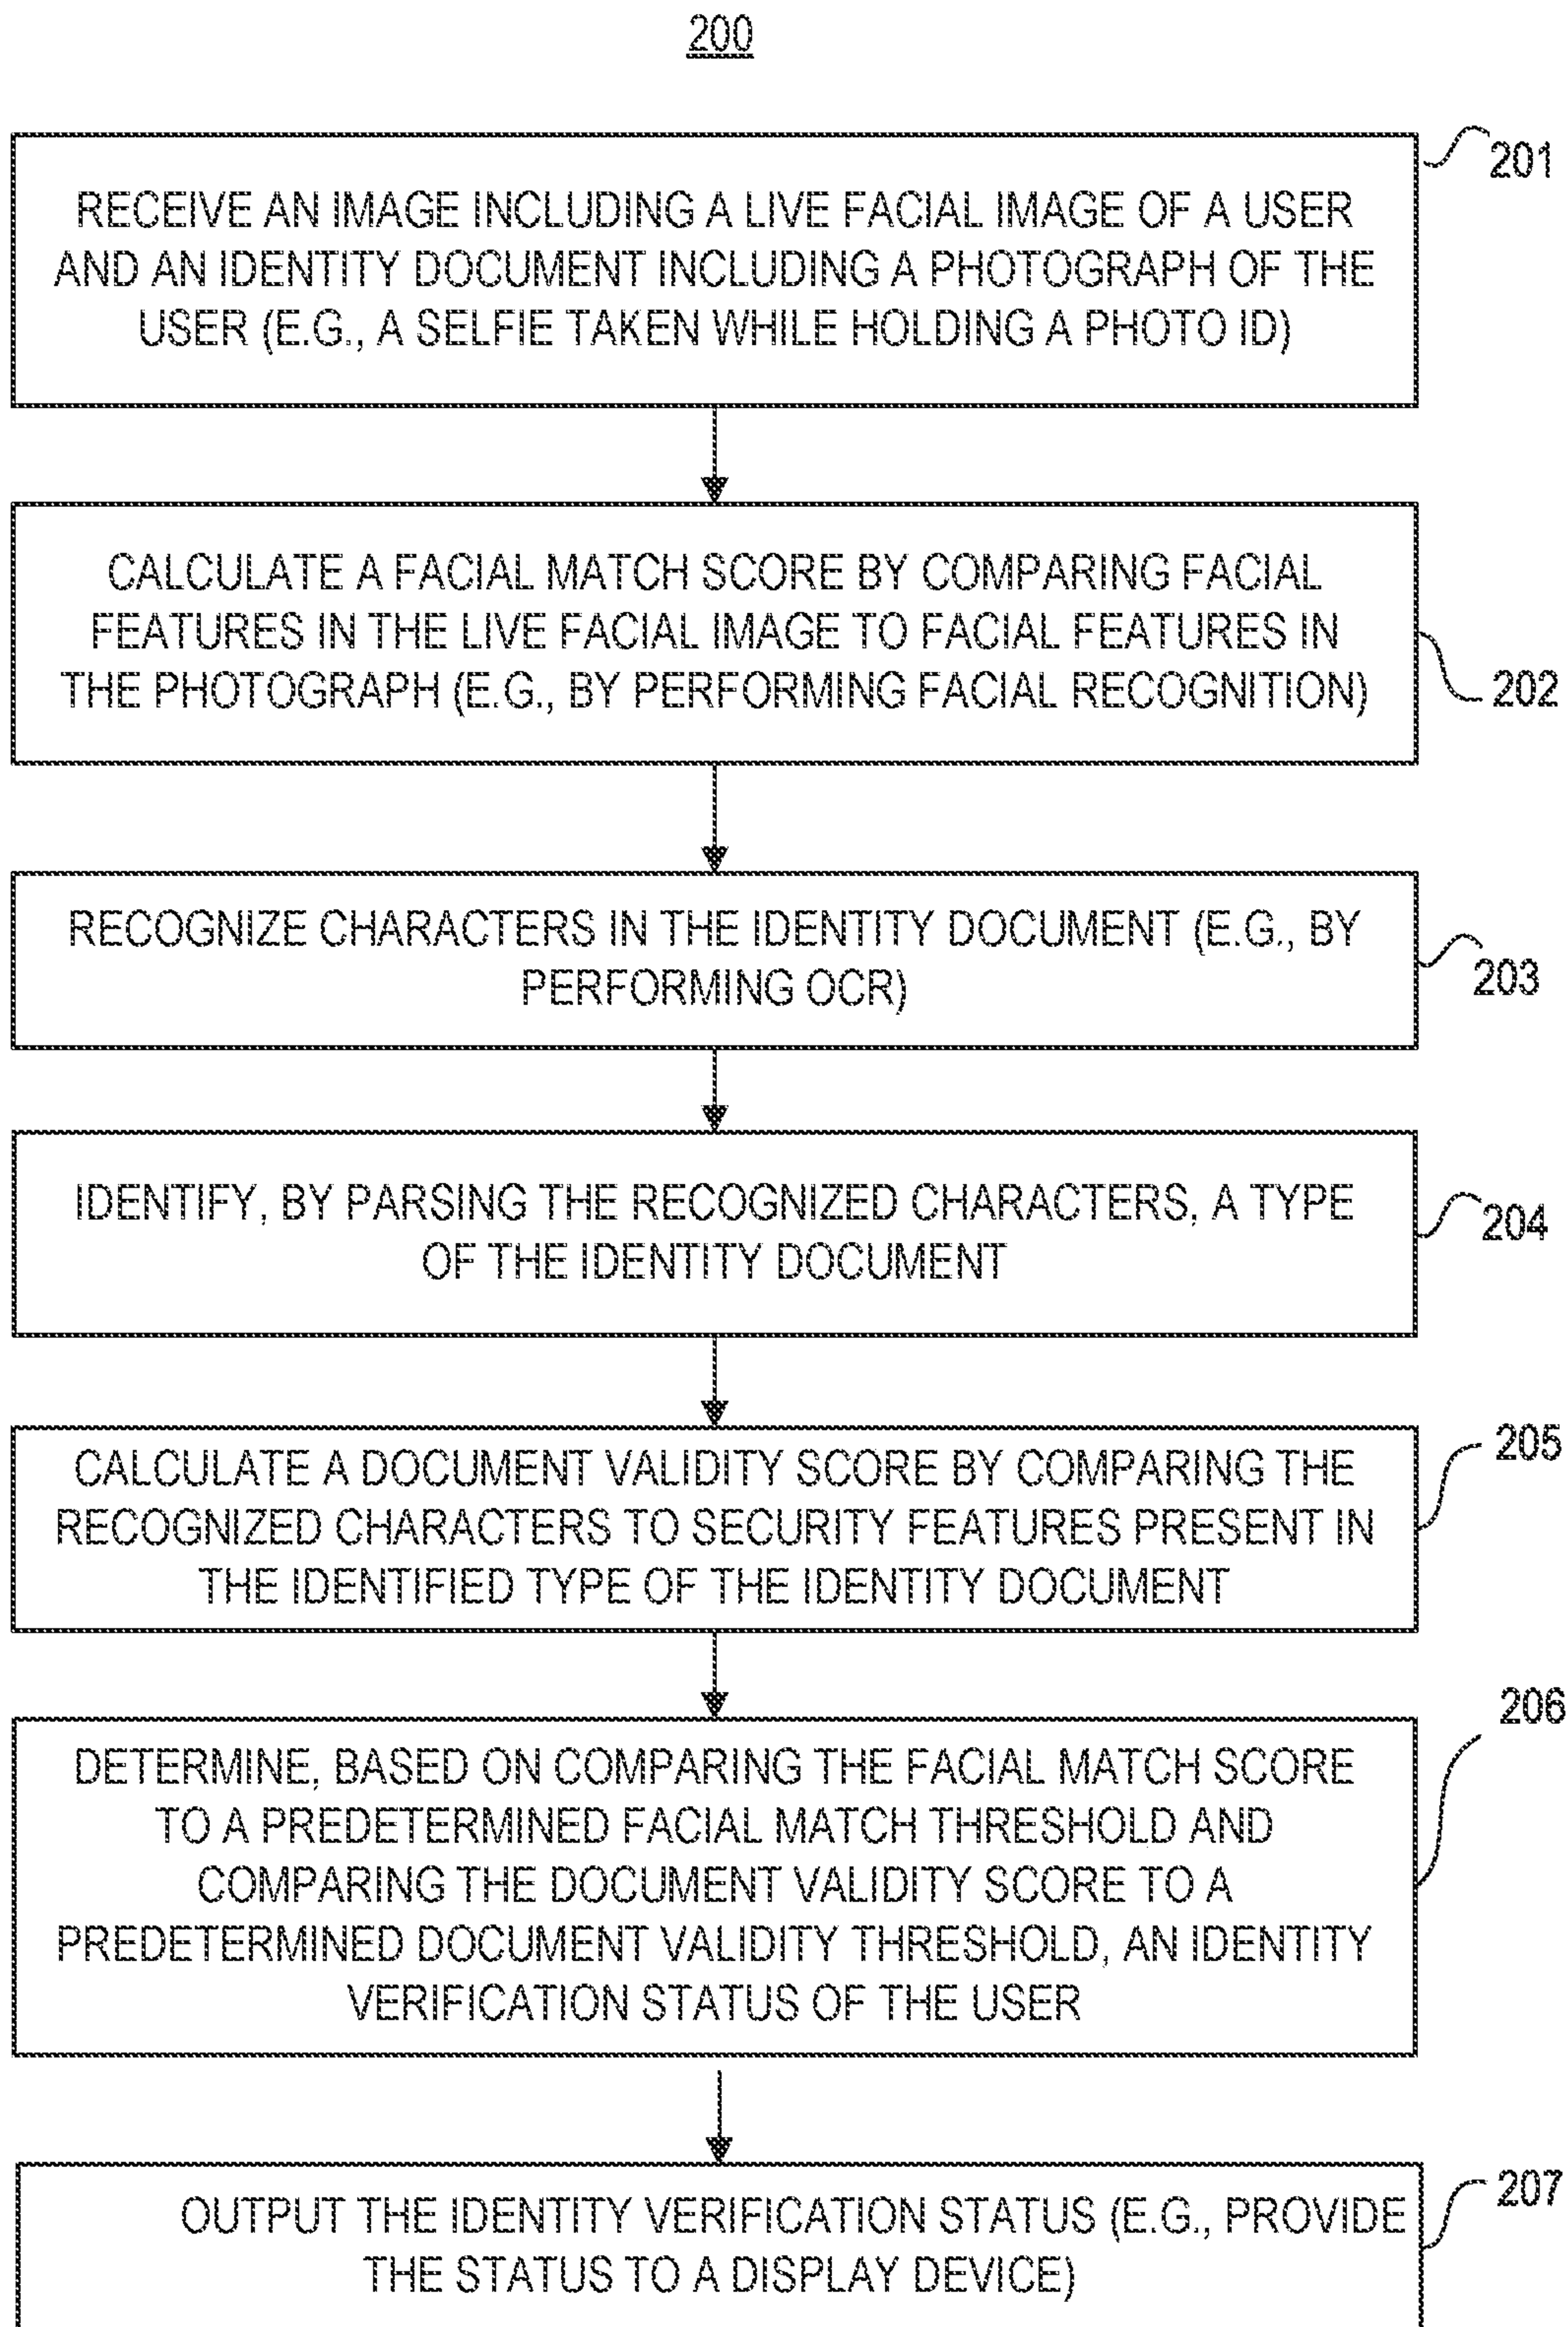 200
201
RECEIVE AN IMAGE INCLUDING A LIVE FACIAL IMAGE OF A USER
AND AN IDENTITY DOCUMENT INCLUDING A PHOTOGRAPH OF THE
USER (E.G., A SELFIE TAKEN WHILE HOLDING A PHOTO ID)
CALCULATE A FACIAL MATCH SCORE BY COMPARING FACIAL
FEATURES IN THE LIVE FACIAL IMAGE TO FACIAL FEATURES IN
THE PHOTOGRAPH (E.G., BY PERFORMING FACIAL RECOGNITION)
202
RECOGNIZE CHARACTERS IN THE IDENTITY DOCUMENT (E.G., BY
PERFORMING OCR)
203
IDENTIFY, BY PARSING THE RECOGNIZED CHARACTERS, A TYPE
OF THE IDENTITY DOCUMENT
204
205
CALCULATE A DOCUMENT VALIDITY SCORE BY COMPARING THE
RECOGNIZED CHARACTERS TO SECURITY FEATURES PRESENT IN
THE IDENTIFIED TYPE OF THE IDENTITY DOCUMENT
206
DETERMINE, BASED ON COMPARING THE FACIAL MATCH SCORE
TO A PREDETERMINED FACIAL MATCH THRESHOLD AND
COMPARING THE DOCUMENT VALIDITY SCORE TO A
PREDETERMINED DOCUMENT VALIDITY THRESHOLD, AN IDENTITY
VERIFICATION STATUS OF THE USER
207
OUTPUT THE IDENTITY VERIFICATION STATUS (E.G., PROVIDE
THE STATUS TO A DISPLAY DEVICE)